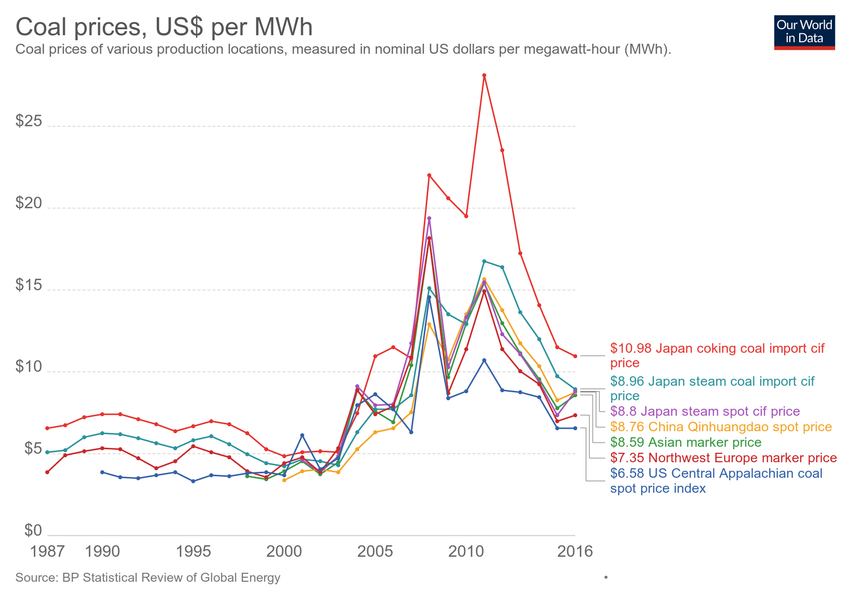 Coal prices, US$ per MWh
Our World
in Data
Coal prices of various production locations, measured in nominal US dollars per megawatt-hour (MWh).
$25
$20
$15
$10
$5
$0
1987
1990
1995
2000
2005
2010
2016
$10.98 Japan coking coal import cif
price
$8.96 Japan steam coal import cif
price
$8.8 Japan steam spot cif price
$8.76 China Qinhuangdao spot price
$8.59 Asian marker price
$7.35 Northwest Europe marker price
$6.58 US Central Appalachian coal
spot price index
Source: BP Statistical Review of Global Energy
•